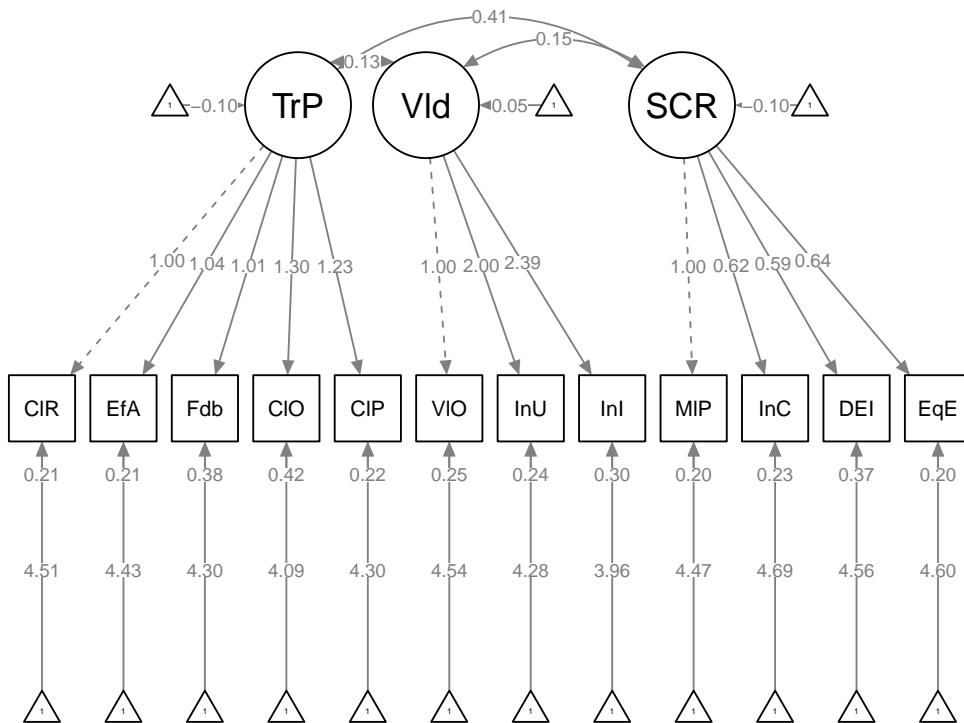 0.41
0.15
0.13
1 −0.10 TrP VId 0.05 1 SCR −0.10 1
1.00 1.04 1.01 1.30 1.23 1.00 2.00 2.39 1.00 0.62 0.59 0.64
CIR EfA Fdb CIO CIP VIO InU InI MIP InC DEI EqE
0.21 0.21 0.38 0.42 0.22 0.25 0.24 0.30 0.20 0.23 0.37 0.20
4.51 4.43 4.30 4.09 4.30 4.54 4.28 3.96 4.47 4.69 4.56 4.60
1 1 1 1 1 1 1 1 1 1 1 1